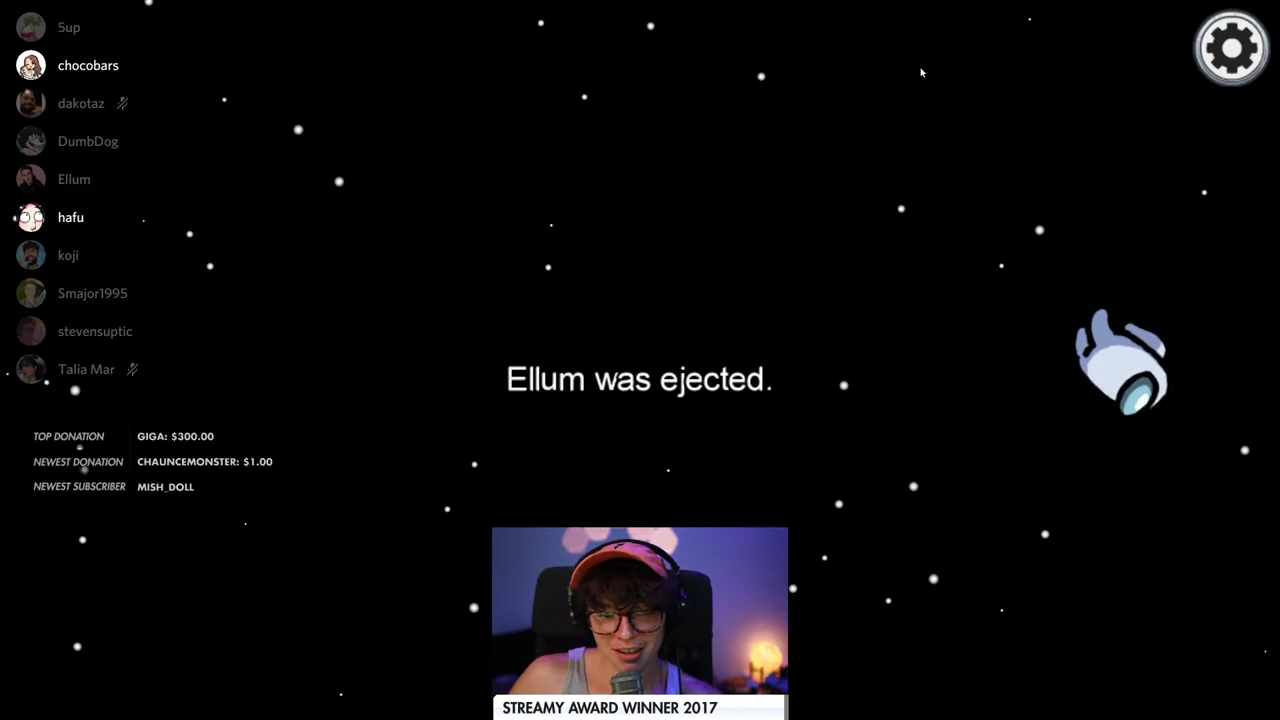 5up
chocobars
dakotaz
DumbDog
Ellum
hafu
koji
Smajor1995
stevensuptic
Talia Mar
Ellum was ejected.
TOP DONATION GIGA: $300.00
NEWEST DONATION CHAUNCEMONSTER: $1.00
NEWEST SUBSCRIBER MISH_DOLL
STREAMY AWARD WINNER 2017